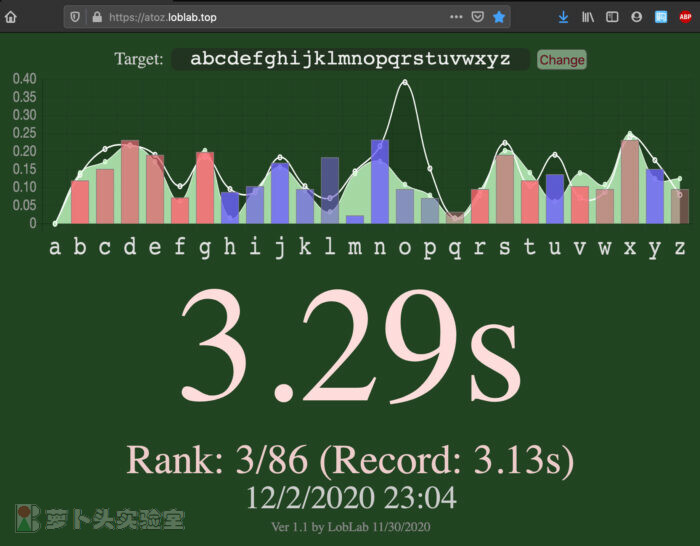 https://atoz.loblab.top
ABP
Target: abcdefghijklmnopqrstuvwxyz Change
0.40
0.35
0.30
0.25
0.20
0.15
0.10
0.05
0
a b c d e f g h i j k l m n o p q r s t u v w x y z
3.29s
Rank: 3/86 (Record: 3.13s)
12/2/2020 23:04
Ver 1.1 by LobLab 11/30/2020
萝卜头实验室